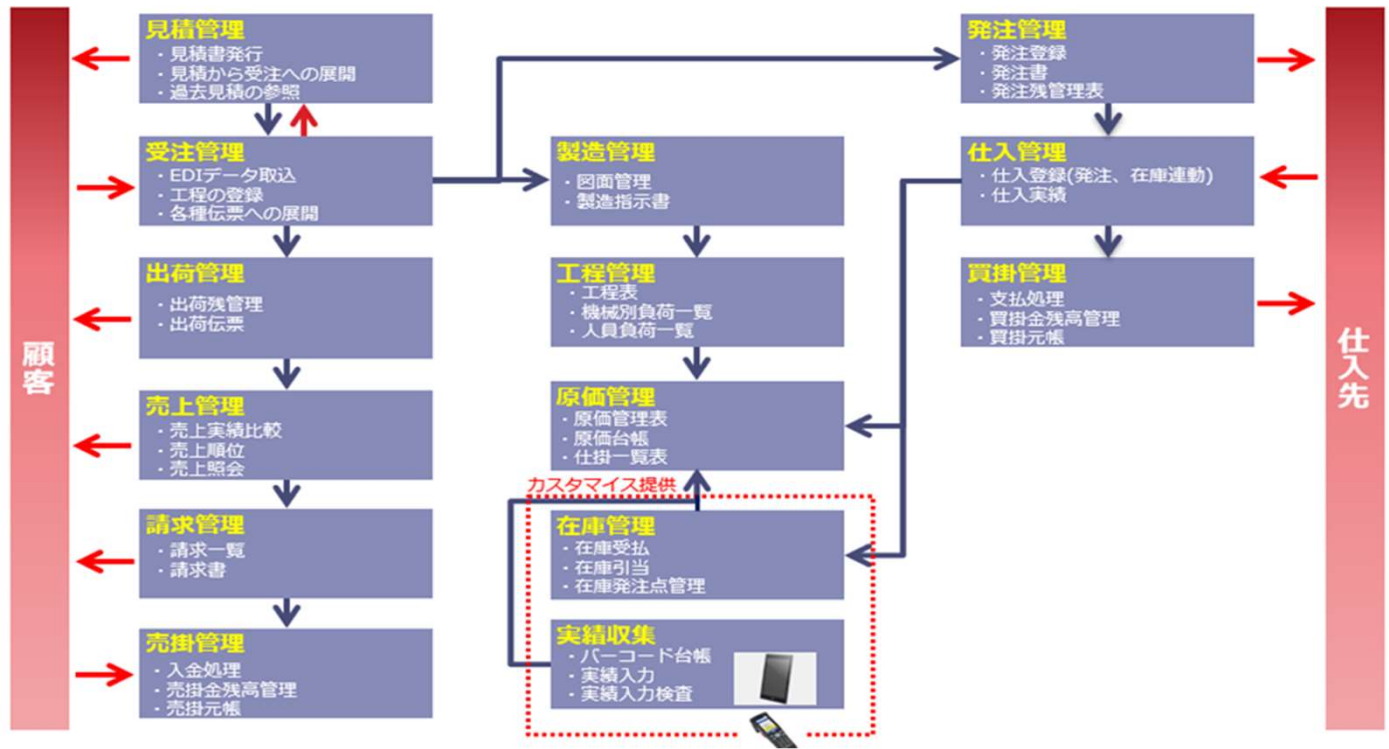 顧客
見積管理
・見積書発行
・見積から受注への展開
・過去見積の参照
受注管理
・EDIデータ取込
・工程の登録
・各種伝票への展開
出荷管理
・出荷残管理
・出荷伝票
売上管理
・売上実績比較
・売上順位
・売上照会
請求管理
・請求一覧
・請求書
売掛管理
・入金処理
・売掛金残高管理
・売掛元帳
製造管理
・図面管理
・製造指示書
工程管理
・工程表
・機械別負荷一覧
・人員負荷一覧
原価管理
・原価管理表
・原価台帳
・仕掛一覧表
カスタマイス提供
在庫管理
・在庫受払
・在庫引当
・在庫発注点管理
実績収集
・バーコード台帳
・実績入力
・実績入力検査
発注管理
・発注登録
・発注書
・発注残管理表
仕入管理
・仕入登録(発注、在庫連動)
・仕入実績
買掛管理
・支払処理
・買掛金残高管理
・買掛元帳
仕入先